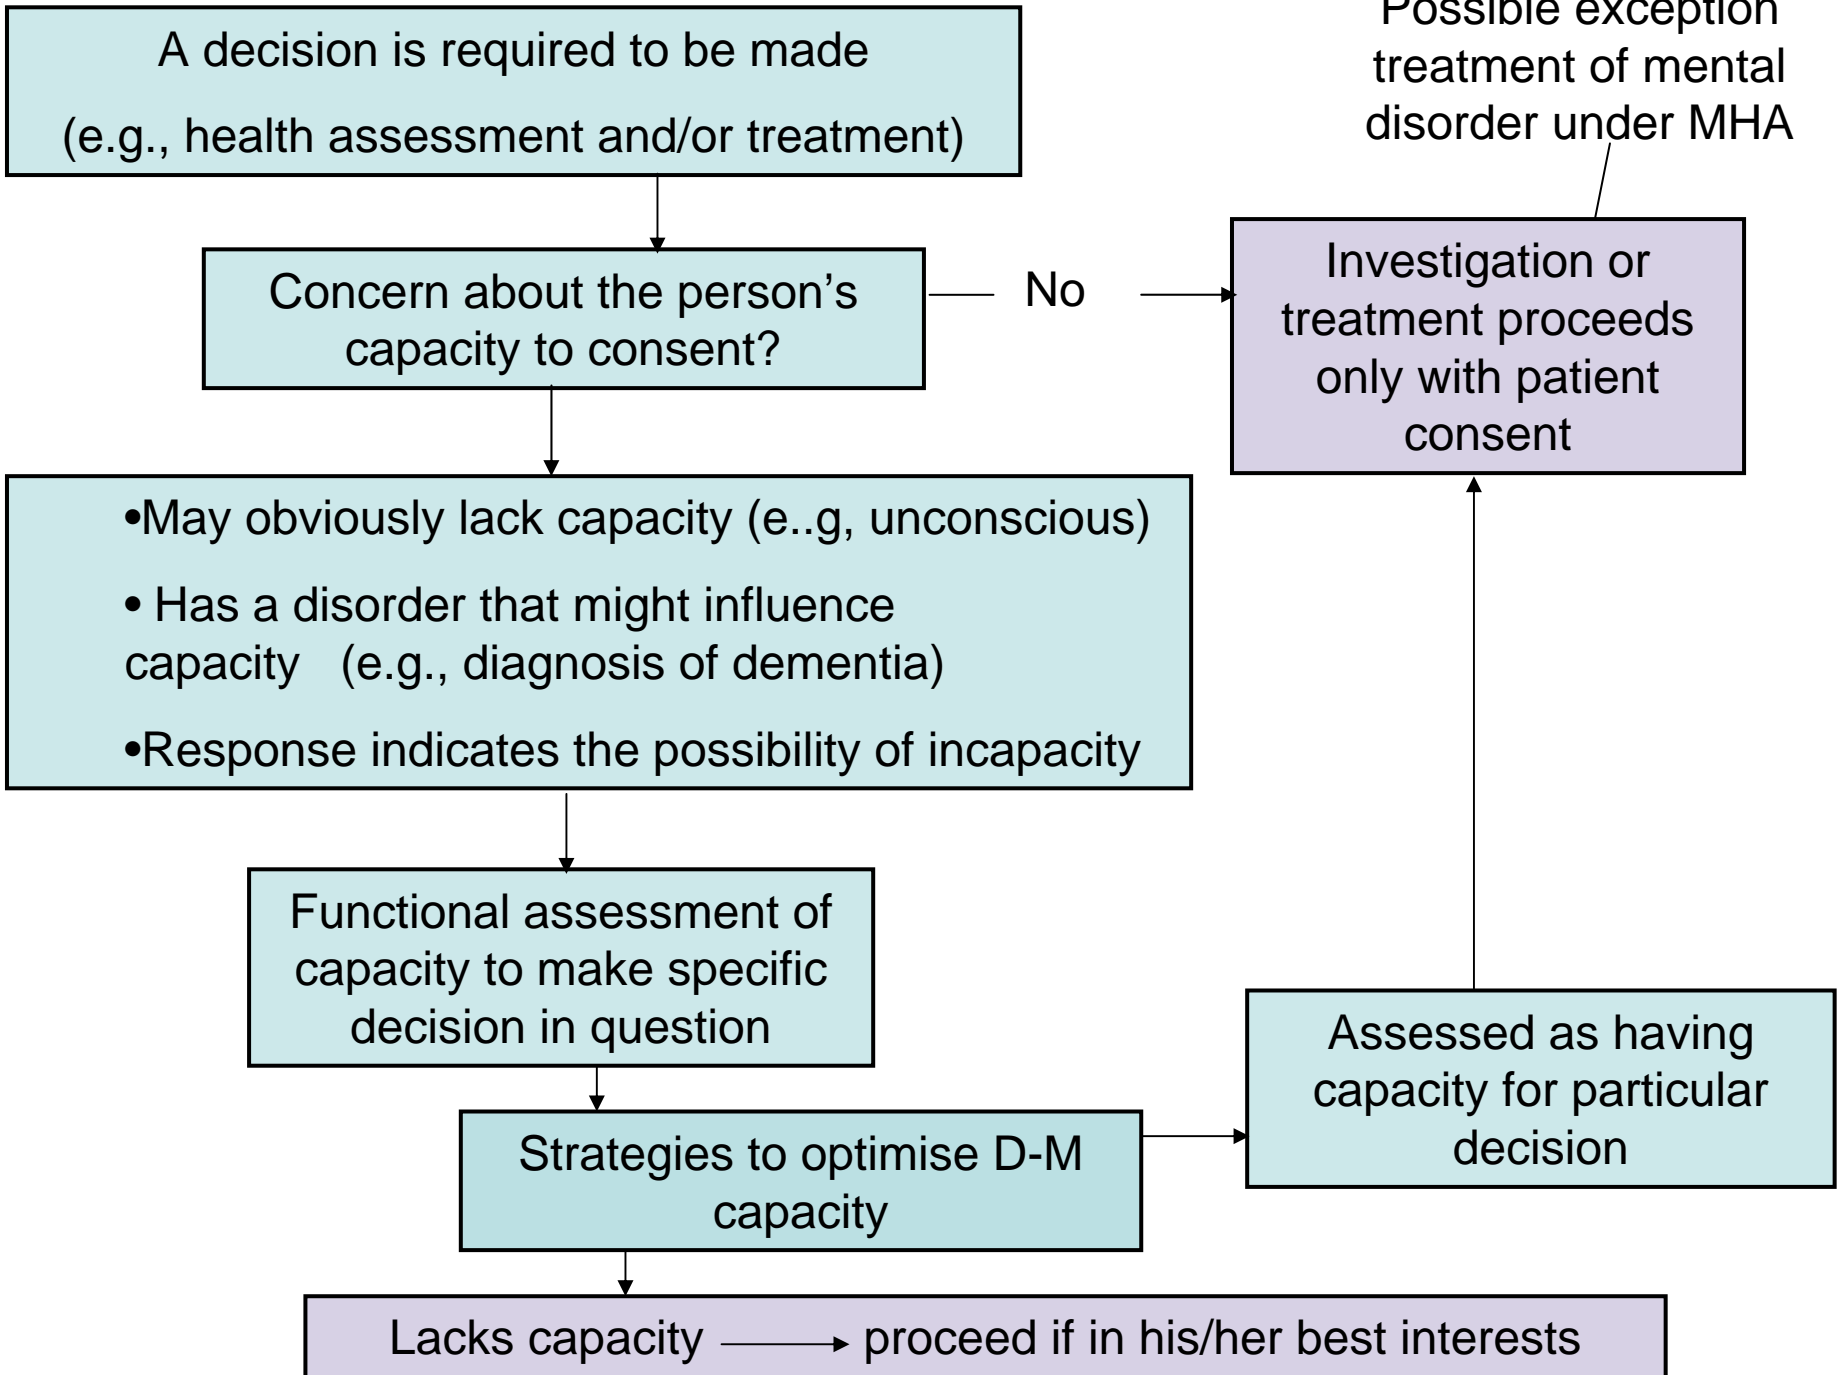 A decision is required to be made
(e.g., health assessment and/or treatment)
Possible exception
treatment of mental
disorder under MHA
Concern about the person’s
capacity to consent?
No
Investigation or
treatment proceeds
only with patient
consent
•May obviously lack capacity (e..g, unconscious)
• Has a disorder that might influence
capacity (e.g., diagnosis of dementia)
•Response indicates the possibility of incapacity
Functional assessment of
capacity to make specific
decision in question
Assessed as having
capacity for particular
decision
Strategies to optimise D-M
capacity
Lacks capacity proceed if in his/her best interests